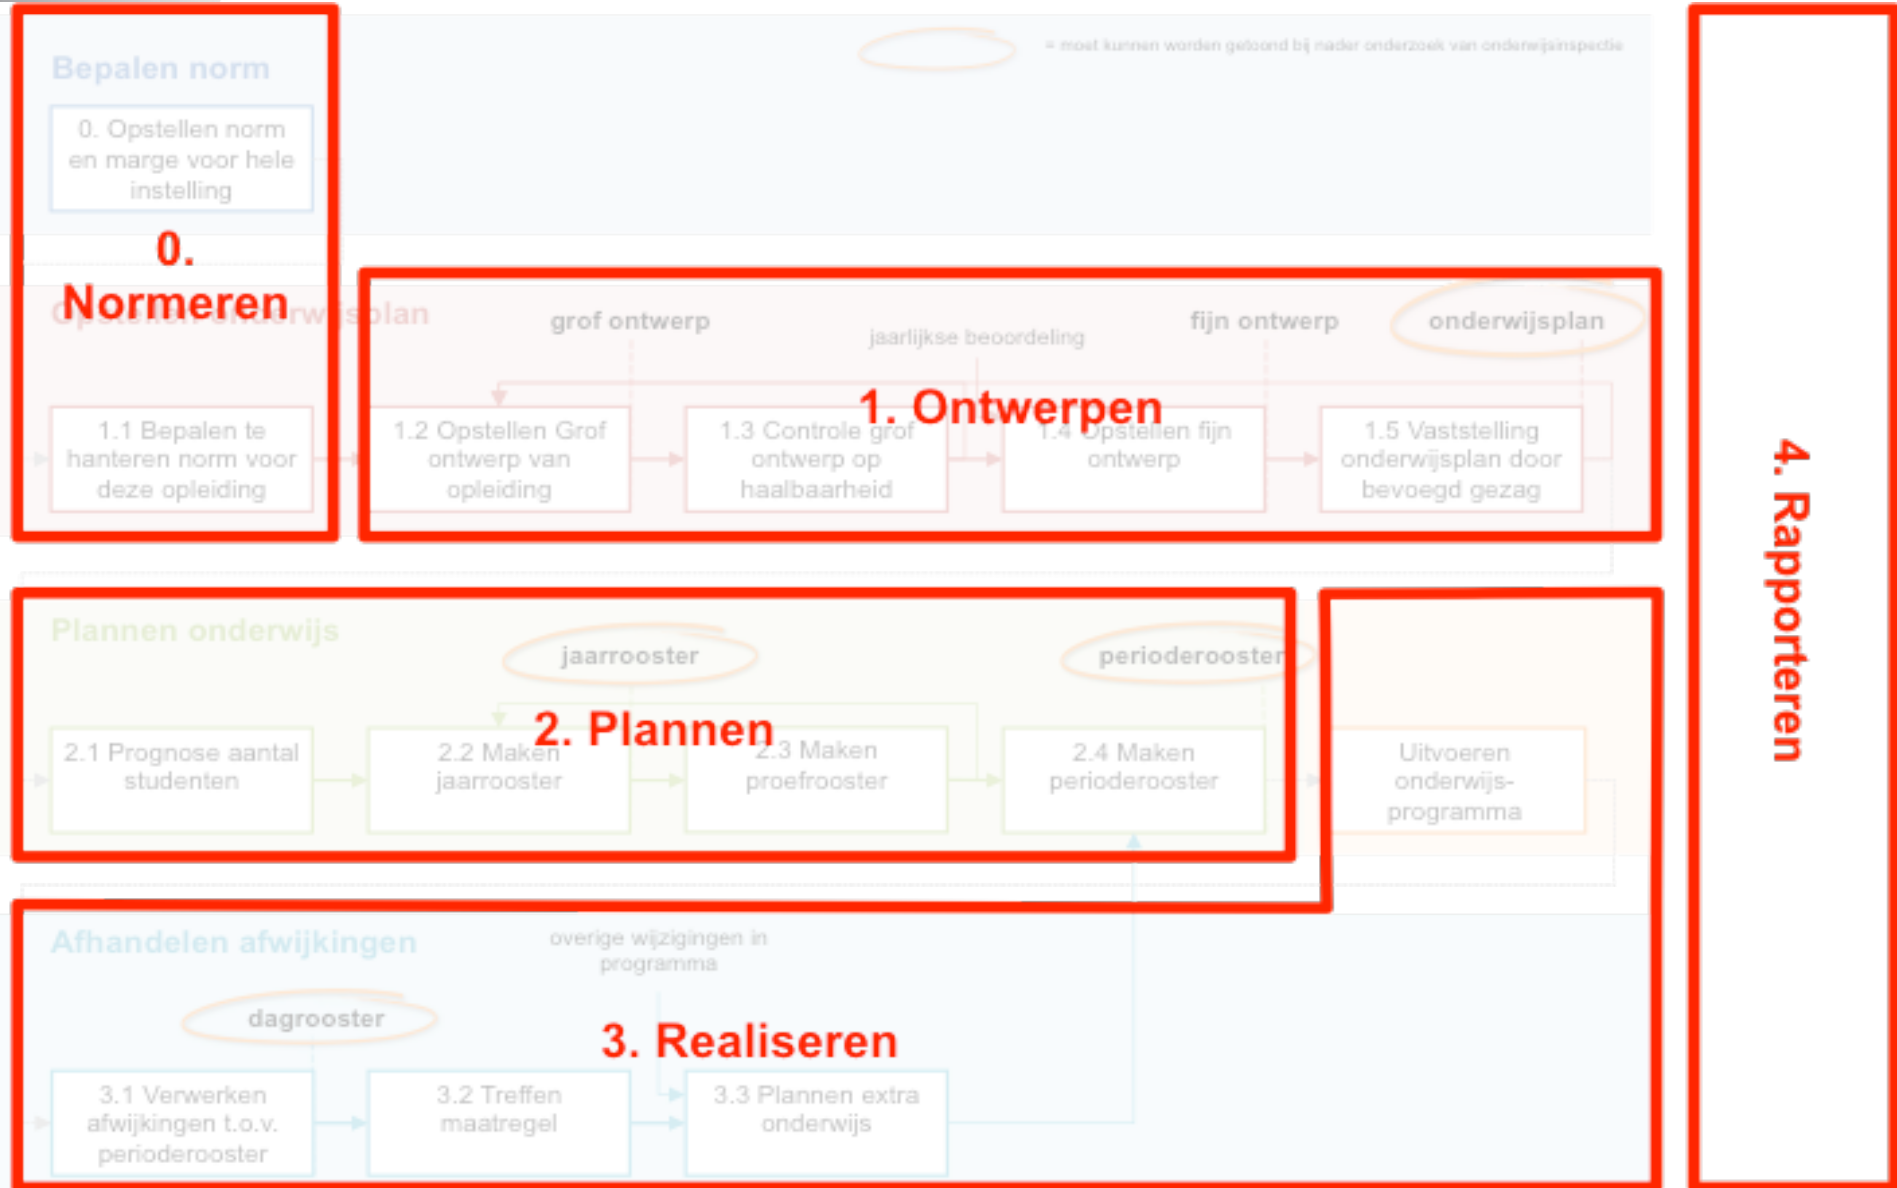 Bepalen norm
= moet kunnen worden getoond bij nader onderzoek van onderwijsinspectie
0. Opstellen norm
en marge voor hele
instelling
0.
Normeren
Opstellen onderwijsplan
grof ontwerp
jaarlijkse beoordeling
fijn ontwerp
onderwijsplan
1. Ontwerpen
1.1 Bepalen te
hanteren norm voor
deze opleiding
1.2 Opstellen Grof
ontwerp van
opleiding
1.3 Controle grof
ontwerp op
haalbaarheid
1.4 Opstellen fijn
ontwerp
1.5 Vaststelling
onderwijsplan door
bevoegd gezag
4. Rapporteren
Plannen onderwijs
jaarrooster
perioderooster
2. Plannen
2.1 Prognose aantal
studenten
2.2 Maken
jaarrooster
2.3 Maken
proefrooster
2.4 Maken
perioderooster
Uitvoeren
onderwijs-
programma
Afhandelen afwijkingen
overige wijzigingen in
programma
dagrooster
3. Realiseren
3.1 Verwerken
afwijkingen t.o.v.
perioderooster
3.2 Treffen
maatregel
3.3 Plannen extra
onderwijs